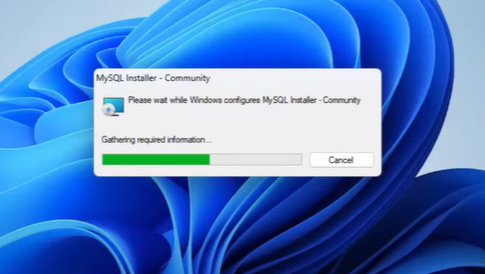 MySQL Installer - Community
Please wait while Windows configures MySQL Installer - Community
Gathering required information...
Cancel